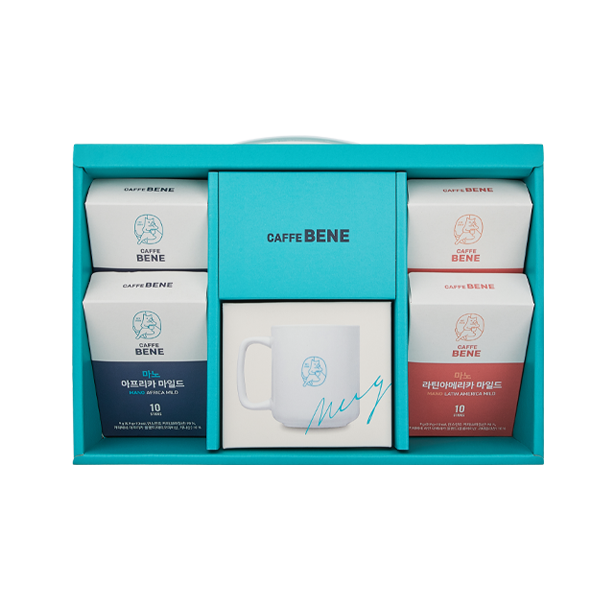 CAFFE BENE
CAFFE
BENE
CAFFE BENE
CAFFE
BENE
마노
아프리카 마일드
MANO AFRICA MILD
10
CAFFE BENE
Mug
CAFFE BENE
CAFFE
BENE
CAFFE BENE
CAFFE
BENE
마노
라틴아메리카 마일드
MANO LATIN AMERICA MILD
10